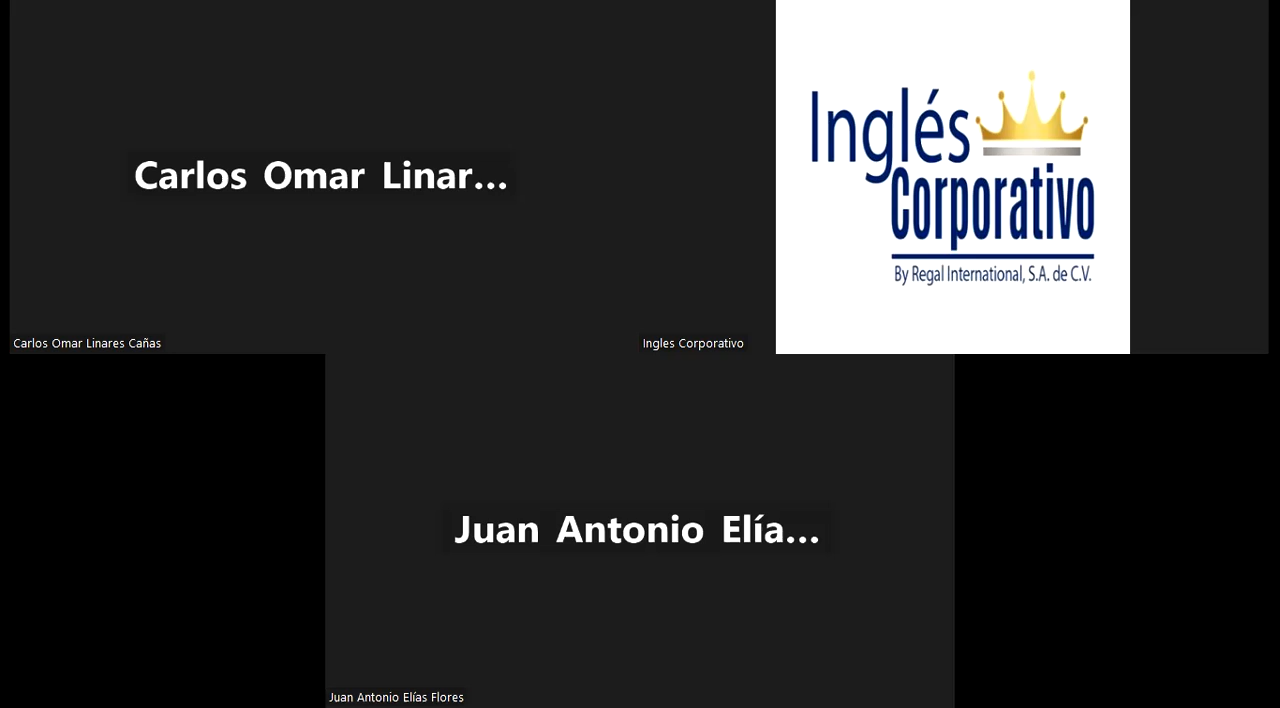 Carlos Omar Linar...
Carlos Omar Linares Cañas
Inglés
Corporativo
By Regal International, S.A. de C.V.
Ingles Corporativo
Juan Antonio Elía...
Juan Antonio Elías Flores